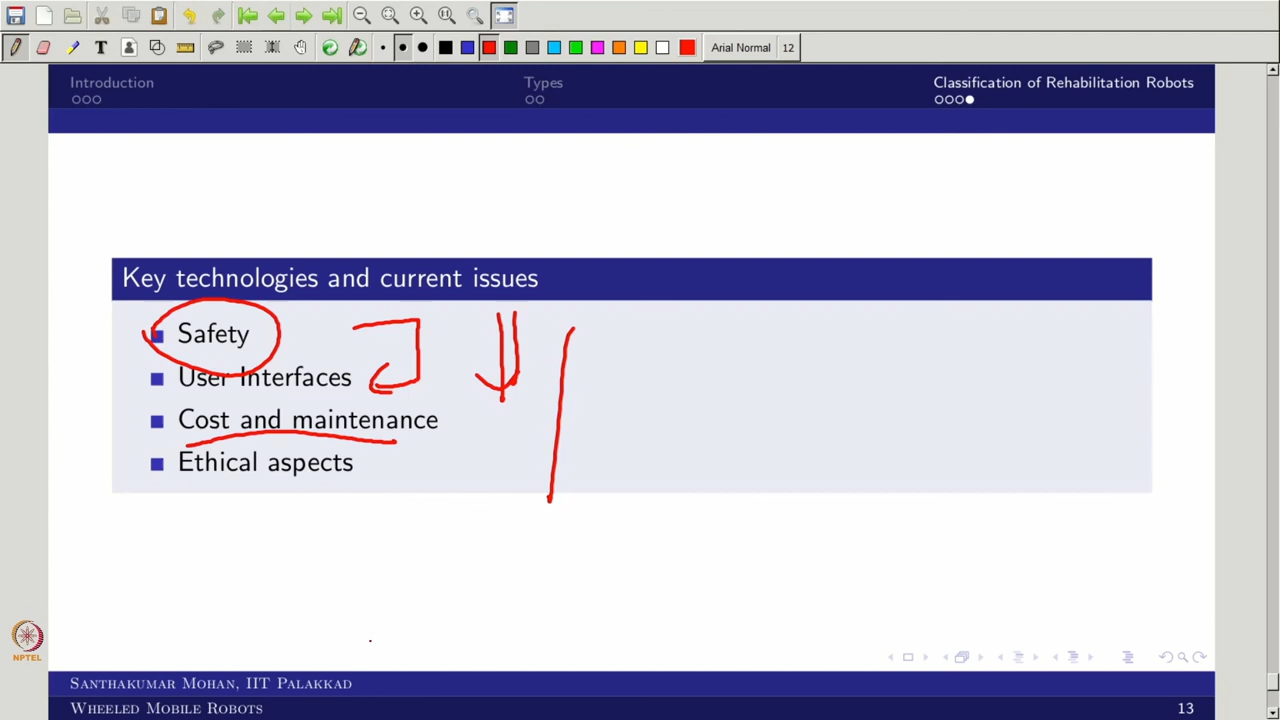 T
Arial Normal 12
Introduction
Types
Classification of Rehabilitation Robots
Key technologies and current issues
Safety
User Interfaces
Cost and maintenance
Ethical aspects
NPTEL
SANTHAKUMAR MOHAN, IIT PALAKKAD
WHEELED MOBILE ROBOTS
13